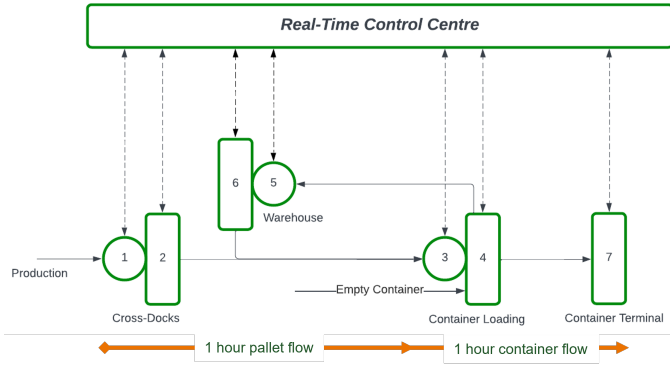 Real-Time Control Centre
6
5
Warehouse
1
2
3
4
7
Production
Empty Container
Cross-Docks
Container Loading
Container Terminal
1 hour pallet flow
1 hour container flow